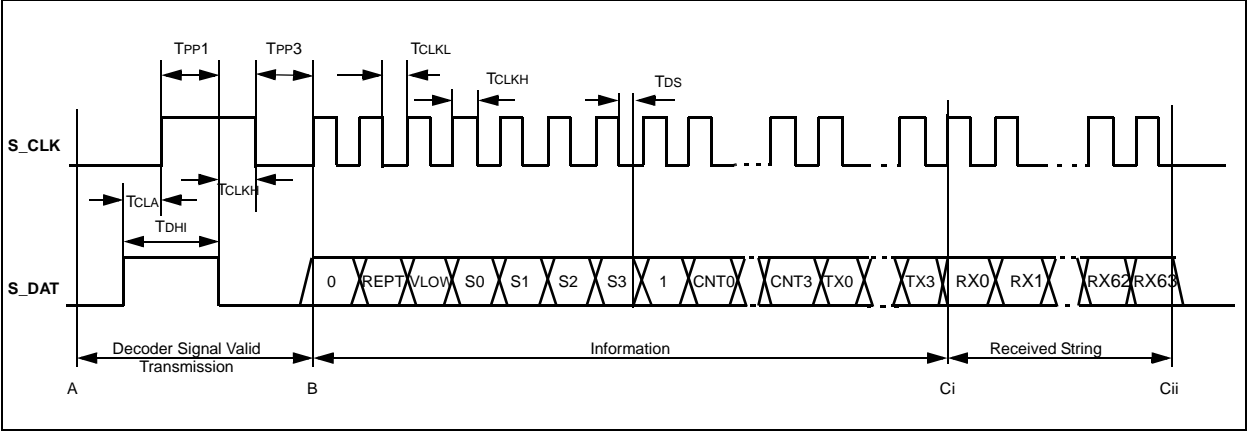 TPP1 TPP3 TCLKL
TCLKH TDS
S_CLK
TCLA TCLKH
TDHI
S_DAT 0 REPT VLOW S0 S1 S2 S3 1 CNT0 CNT3 TX0 TX3 RX0 RX1 RX62 RX63
Decoder Signal Valid Information Received String
Transmission
A B Ci Cii